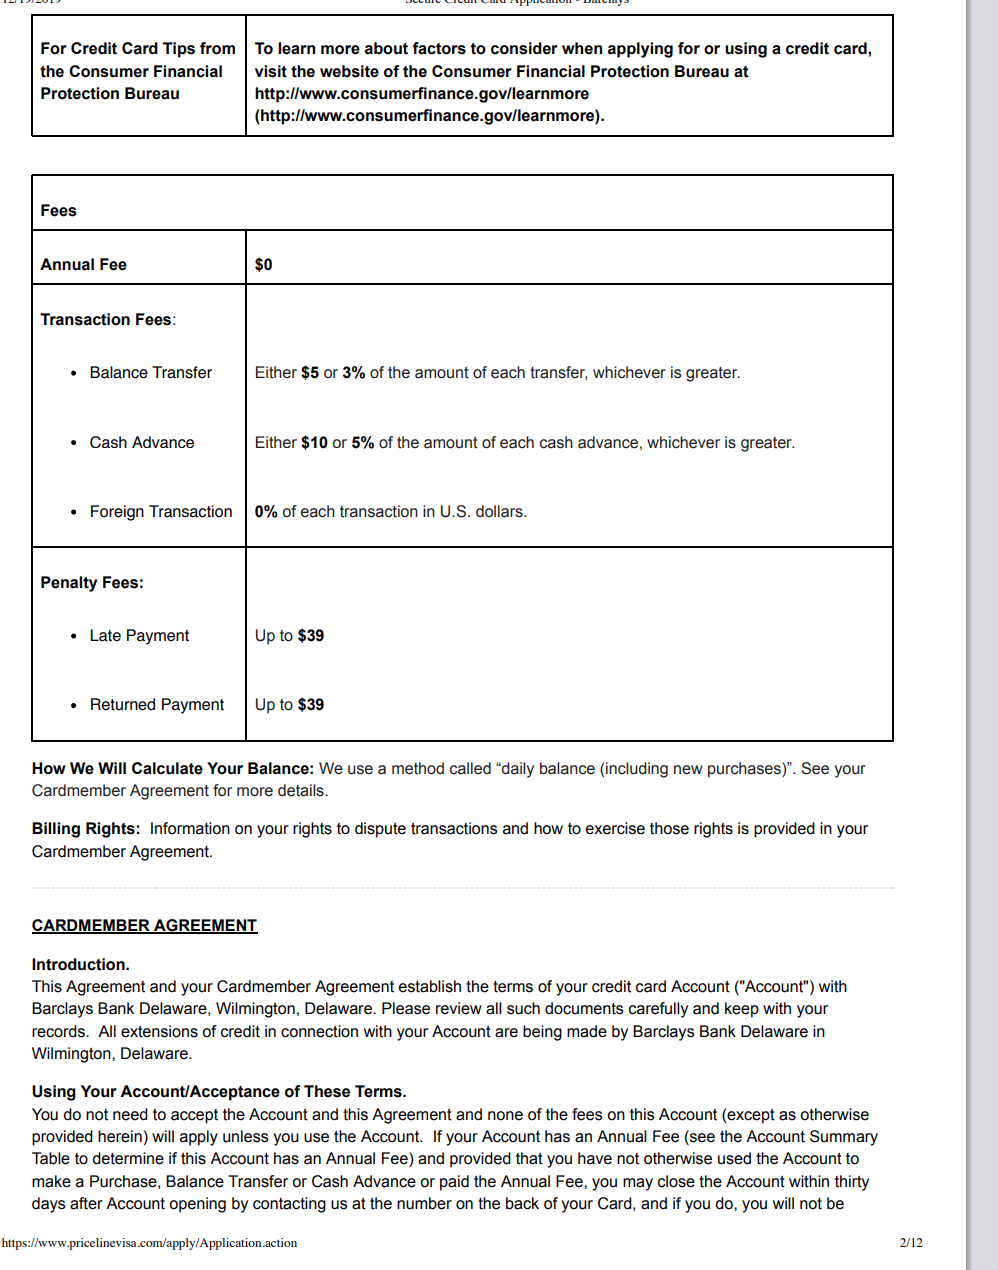 12/19/2019
Secure Credit Card Application - Barclays
For Credit Card Tips from
the Consumer Financial
Protection Bureau
To learn more about factors to consider when applying for or using a credit card,
visit the website of the Consumer Financial Protection Bureau at
http://www.consumerfinance.gov/learnmore
(http://www.consumerfinance.gov/learnmore).
Fees
Annual Fee
$0
Transaction Fees:
• Balance Transfer
Either $5 or 3% of the amount of each transfer, whichever is greater.
• Cash Advance
Either $10 or 5% of the amount of each cash advance, whichever is greater.
• Foreign Transaction
0% of each transaction in U.S. dollars.
Penalty Fees:
• Late Payment
Up to $39
• Returned Payment
Up to $39
How We Will Calculate Your Balance: We use a method called “daily balance (including new purchases)”. See your
Cardmember Agreement for more details.
Billing Rights:  Information on your rights to dispute transactions and how to exercise those rights is provided in your
Cardmember Agreement.
CARDMEMBER AGREEMENT
Introduction.
This Agreement and your Cardmember Agreement establish the terms of your credit card Account ("Account") with
Barclays Bank Delaware, Wilmington, Delaware. Please review all such documents carefully and keep with your
records.  All extensions of credit in connection with your Account are being made by Barclays Bank Delaware in
Wilmington, Delaware.
Using Your Account/Acceptance of These Terms.
You do not need to accept the Account and this Agreement and none of the fees on this Account (except as otherwise
provided herein) will apply unless you use the Account.  If your Account has an Annual Fee (see the Account Summary
Table to determine if this Account has an Annual Fee) and provided that you have not otherwise used the Account to
make a Purchase, Balance Transfer or Cash Advance or paid the Annual Fee, you may close the Account within thirty
days after Account opening by contacting us at the number on the back of your Card, and if you do, you will not be
https://www.pricelinevisa.com/apply/Application.action
2/12